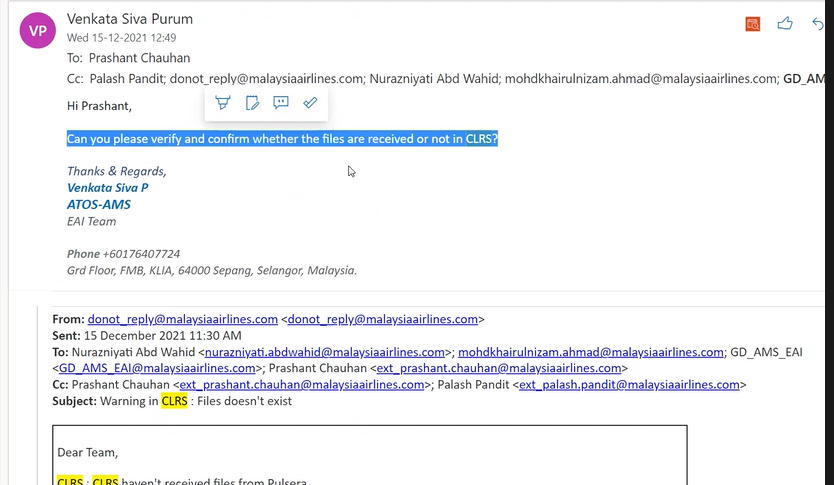 VP
Venkata Siva Purum
Wed 15-12-2021 12:49
To: Prashant Chauhan
Cc: Palash Pandit; donot_reply@malaysiaairlines.com; Nurazniyati Abd Wahid; mohdkhairulnizam.ahmad@malaysiaairlines.com; GD_AM
Hi Prashant,
Can you please verify and confirm whether the files are received or not in CLRS?
Thanks & Regards,
Venkata Siva P
ATOS-AMS
EAI Team
Phone +60176407724
Grd Floor, FMB, KLIA, 64000 Sepang, Selangor, Malaysia.
From: donot_reply@malaysiaairlines.com <donot_reply@malaysiaairlines.com>
Sent: 15 December 2021 11:30 AM
To: Nurazniyati Abd Wahid <nurazniyati.abdwahid@malaysiaairlines.com>; mohdkhairulnizam.ahmad@malaysiaairlines.com; GD_AMS_EAI
<GD_AMS_EAI@malaysiaairlines.com>; Prashant Chauhan <ext_prashant.chauhan@malaysiaairlines.com>
Cc: Prashant Chauhan <ext_prashant.chauhan@malaysiaairlines.com>; Palash Pandit <ext_palash.pandit@malaysiaairlines.com>
Subject: Warning in CLRS : Files doesn't exist
Dear Team,
CLRS : CLRS haven't received files from Pulsera